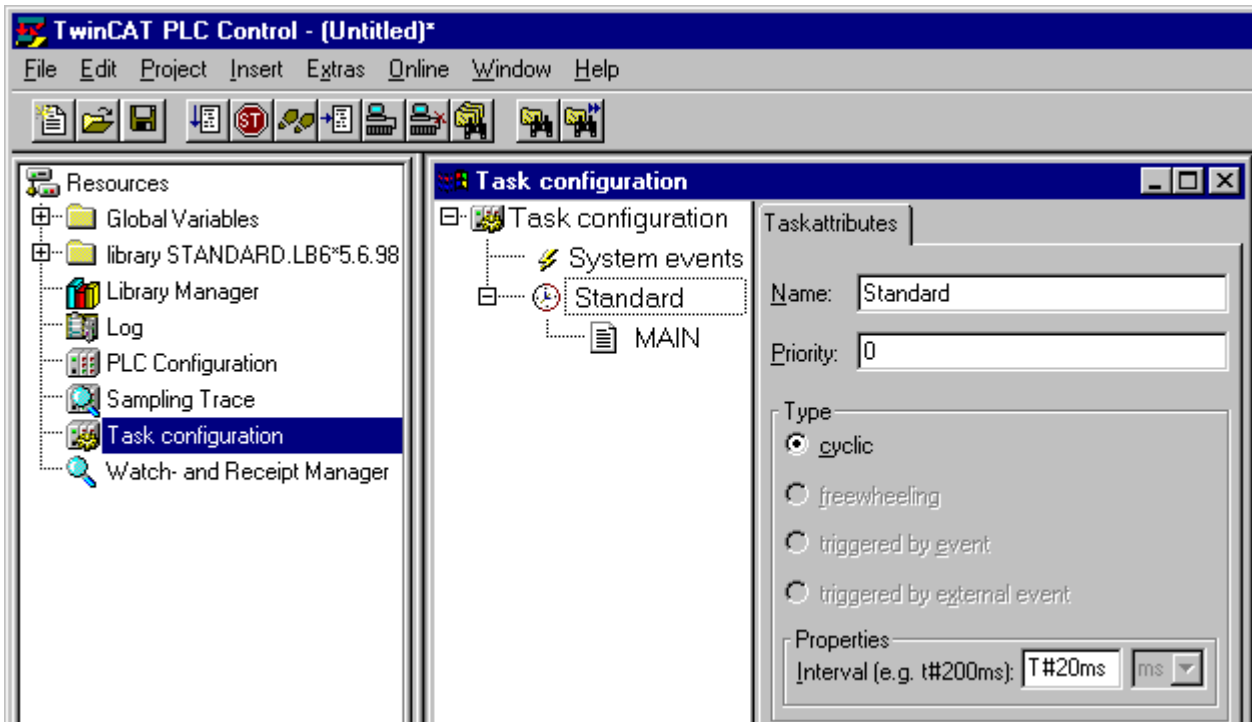 TwinCAT PLC Control - (Untitled)*
File Edit Project Insert Extras Online Window Help
ST
Resources
Global Variables
library STANDARD.LB6*5.6.98
Library Manager
Log
PLC Configuration
Sampling Trace
Task configuration
Watch- and Receipt Manager
Task configuration
Task configuration
System events
Standard
MAIN
Taskattributes
Name: Standard
Priority: 0
Type
cyclic
freewheeling
triggered by event
triggered by external event
Properties
Interval (e.g. t#200ms): T#20ms ms